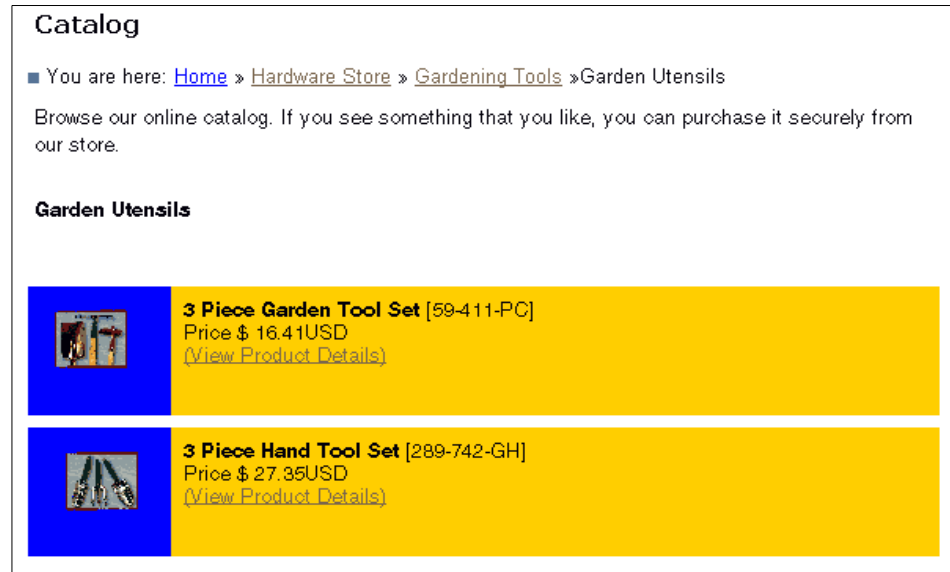 Catalog
You are here: Home » Hardware Store » Gardening Tools »Garden Utensils
Browse our online catalog. If you see something that you like, you can purchase it securely from
our store.
Garden Utensils
3 Piece Garden Tool Set [59-411-PC]
Price $ 16.41USD
(View Product Details)
3 Piece Hand Tool Set [289-742-GH]
Price $ 27.35USD
(View Product Details)